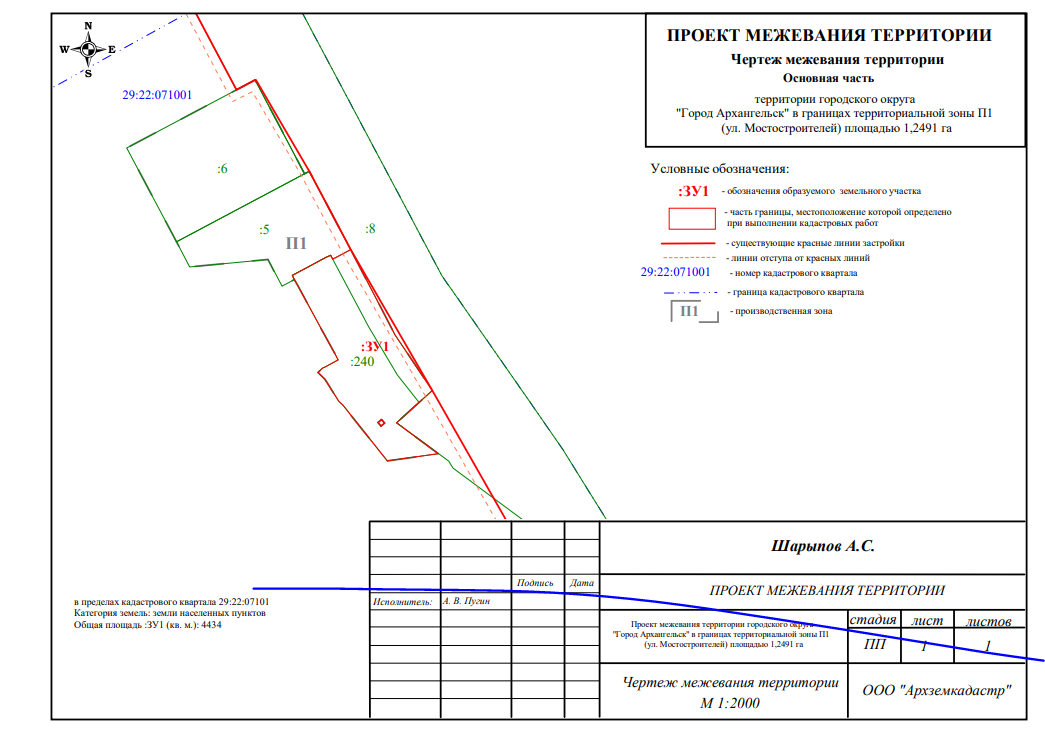 N
W E
S
29:22:071001
:6
:5
П1
:8
:ЗУ1
:240
ПРОЕКТ МЕЖЕВАНИЯ ТЕРРИТОРИИ
Чертеж межевания территории
Основная часть
территории городского округа
"Город Архангельск" в границах территориальной зоны П1
(ул. Мостостроителей) площадью 1,2491 га
Условные обозначения:
:ЗУ1 - обозначения образуемого земельного участка
- часть границы, местоположение которой определено
при выполнении кадастровых работ
- существующие красные линии застройки
- линии отступа от красных линий
29:22:071001 - номер кадастрового квартала
- граница кадастрового квартала
П1 - производственная зона
в пределах кадастрового квартала 29:22:07101
Категория земель: земли населенных пунктов
Общая площадь :ЗУ1 (кв. м.): 4434
Подпись Дата
Исполнитель: А. В. Пугин
Шарыпов А.С.
ПРОЕКТ МЕЖЕВАНИЯ ТЕРРИТОРИИ
Проект межевания территории городского округа
"Город Архангельск" в границах территориальной зоны П1
(ул. Мостостроителей) площадью 1,2491 га
стадия лист листов
ПП 1 1
Чертеж межевания территории
М 1:2000
ООО "Архземкадастр"